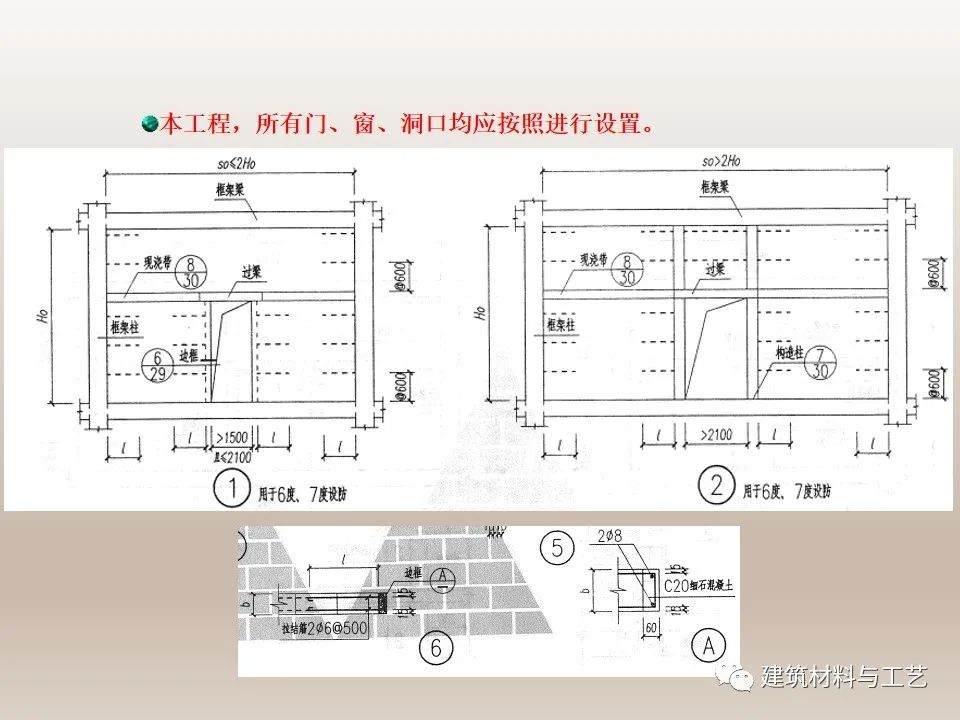 本工程，所有门、窗、洞口均应按照进行设置。
so≤2Ho
框架梁
现浇带
8
30
过梁
@600
Ho
框架柱
6
29
边框
@600
l
l
>1500
且≤2100
l
l
1
用于6度、7度设防
so>2Ho
框架梁
现浇带
8
30
过梁
@600
Ho
框架柱
构造柱
7
30
@600
l
l
>2100
l
l
2
用于6度、7度设防
l
边框
A
b
15
15
拉结筋2φ6@500
6
5
2φ8
15
b
C20细石混凝土
15
60
A
建筑材料与工艺